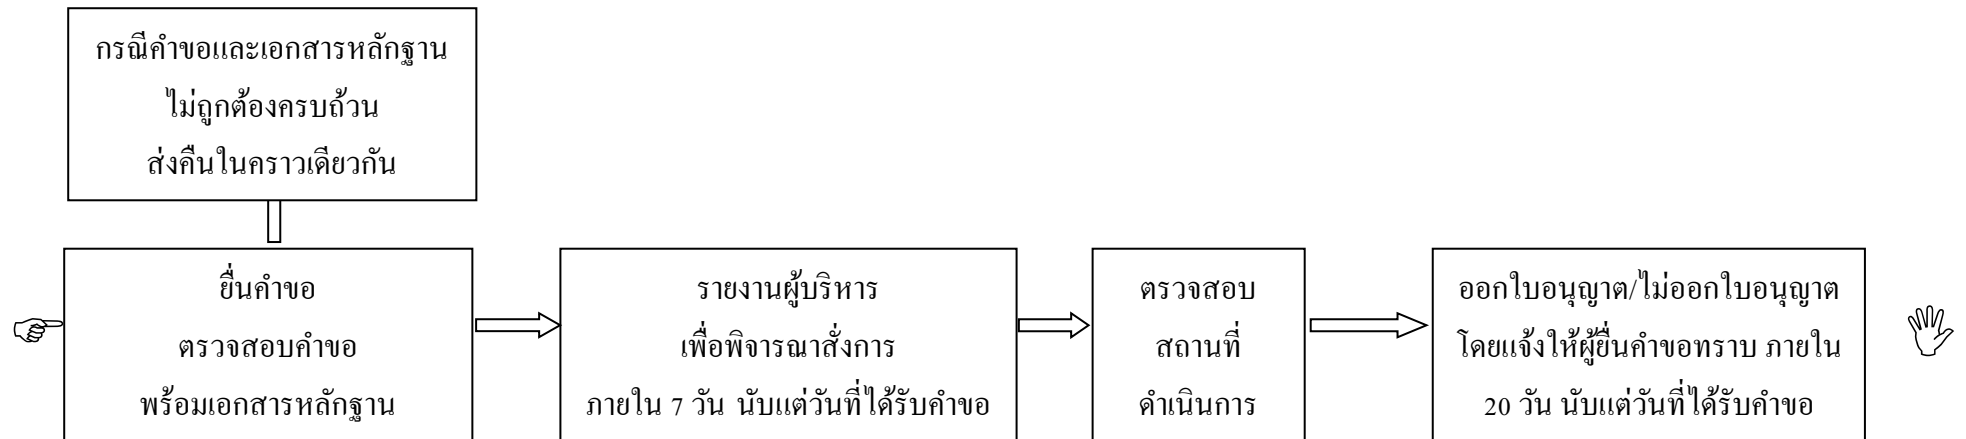 กรณีคำขอและเอกสารหลักฐาน
ไม่ถูกต้องครบถ้วน
ส่งคืนในคราวเดียวกัน
ยื่นคำขอ
ตรวจสอบคำขอ
พร้อมเอกสารหลักฐาน
รายงานผู้บริหาร
เพื่อพิจารณาสั่งการ
ภายใน 7 วัน นับแต่วันที่ได้รับคำขอ
ตรวจสอบ
สถานที่
ดำเนินการ
ออกใบอนุญาต/ไม่ออกใบอนุญาต
โดยแจ้งให้ผู้ยื่นคำขอทราบ ภายใน
20 วัน นับแต่วันที่ได้รับคำขอ